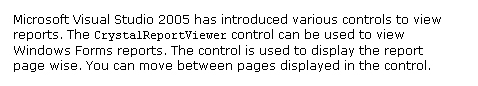 Microsoft Visual Studio 2005 has introduced various controls to view
reports. The CrystalReportViewer control can be used to view
Windows Forms reports. The control is used to display the report
page wise. You can move between pages displayed in the control.